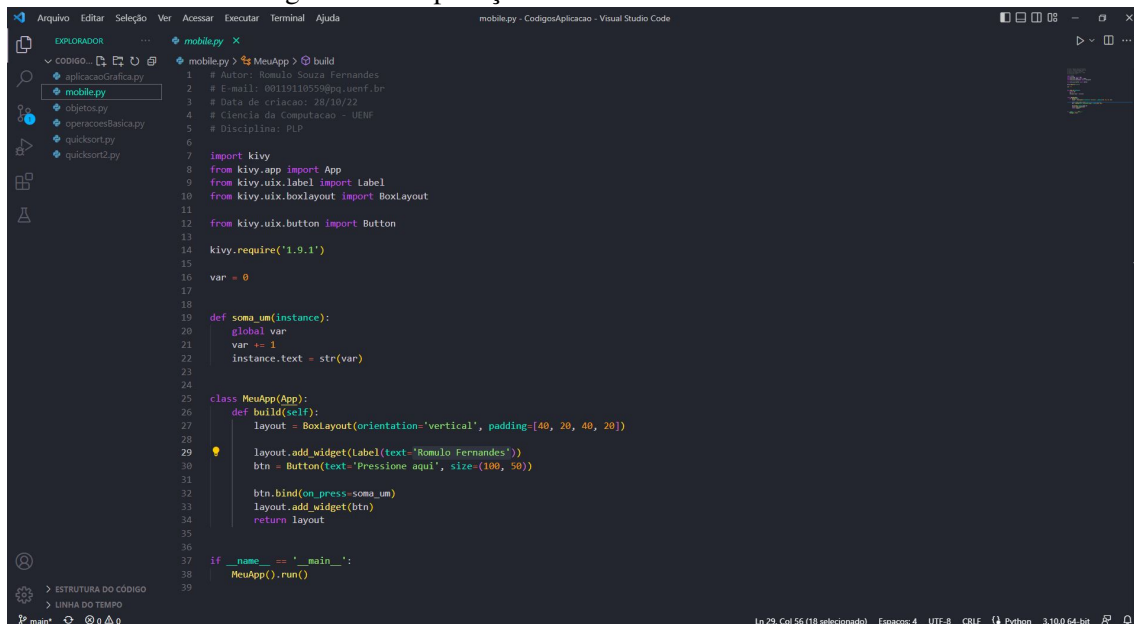 Arquivo Editar Seleção Ver Acessar Executar Terminal Ajuda
mobile.py - CodigosAplicacao - Visual Studio Code
EXPLORADOR
mobile.py
CODIGO...
mobile.py > MeuApp > build
aplicacaoGrafica.py
mobile.py
objetos.py
operacoesBasica.py
quicksort.py
quicksort2.py
1 # Autor: Romulo Souza Fernandes
2 # E-mail: 00119110559@pq.uenf.br
3 # Data de criacao: 28/10/22
4 # Ciencia da Computacao - UENF
5 # Disciplina: PLP
6
7 import kivy
8 from kivy.app import App
9 from kivy.uix.label import Label
10 from kivy.uix.boxlayout import BoxLayout
11
12 from kivy.uix.button import Button
13
14 kivy.require('1.9.1')
15
16 var = 0
17
18
19 def soma_um(instance):
20 global var
21 var += 1
22 instance.text = str(var)
23
24
25 class MeuApp(App):
26 def build(self):
27 layout = BoxLayout(orientation='vertical', padding=[40, 20, 40, 20])
28
29 layout.add_widget(Label(text='Romulo Fernandes'))
30 btn = Button(text='Pressione aqui', size=(100, 50))
31
32 btn.bind(on_press=soma_um)
33 layout.add_widget(btn)
34 return layout
35
36
37 if __name__ == '__main__':
38 MeuApp().run()
39
> ESTRUTURA DO CÓDIGO
> LINHA DO TEMPO
main* 0 0
Ln 29, Col 56 (18 selecionado) Espaços: 4 UTF-8 CRLF Python 3.10.0 64-bit